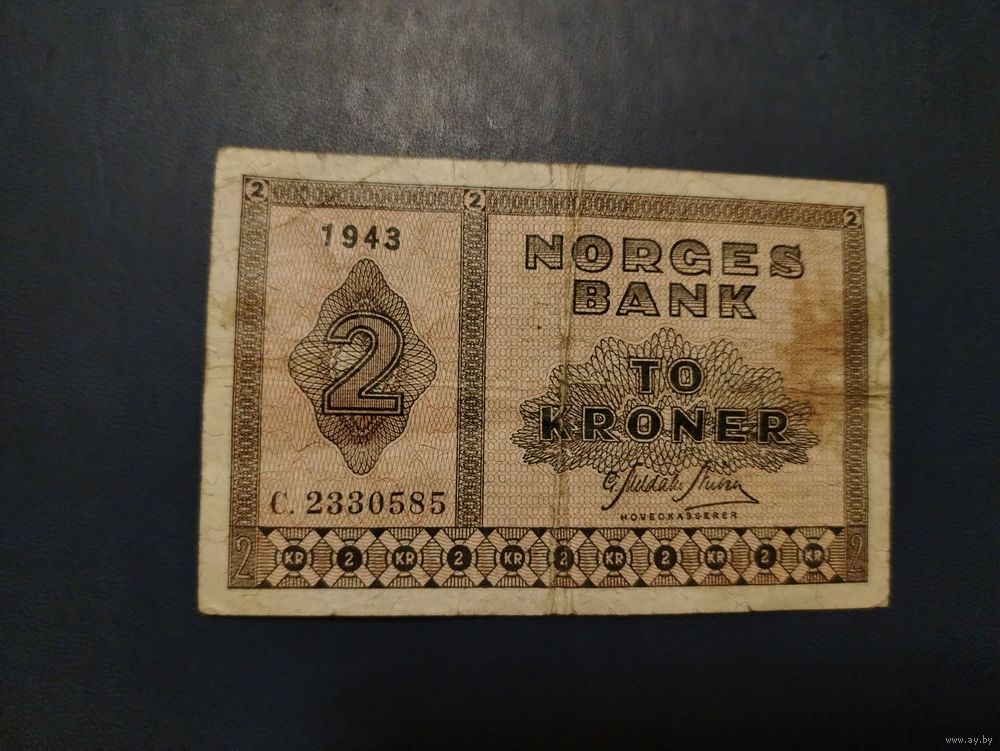 2 2 2
1943
NORGES
BANK
2
TO
KRONER
C. 2330585
HOVEDKASSERER
2 KR 2 KR 2 KR 2 KR 2 KR 2 KR 2
www.ay.by